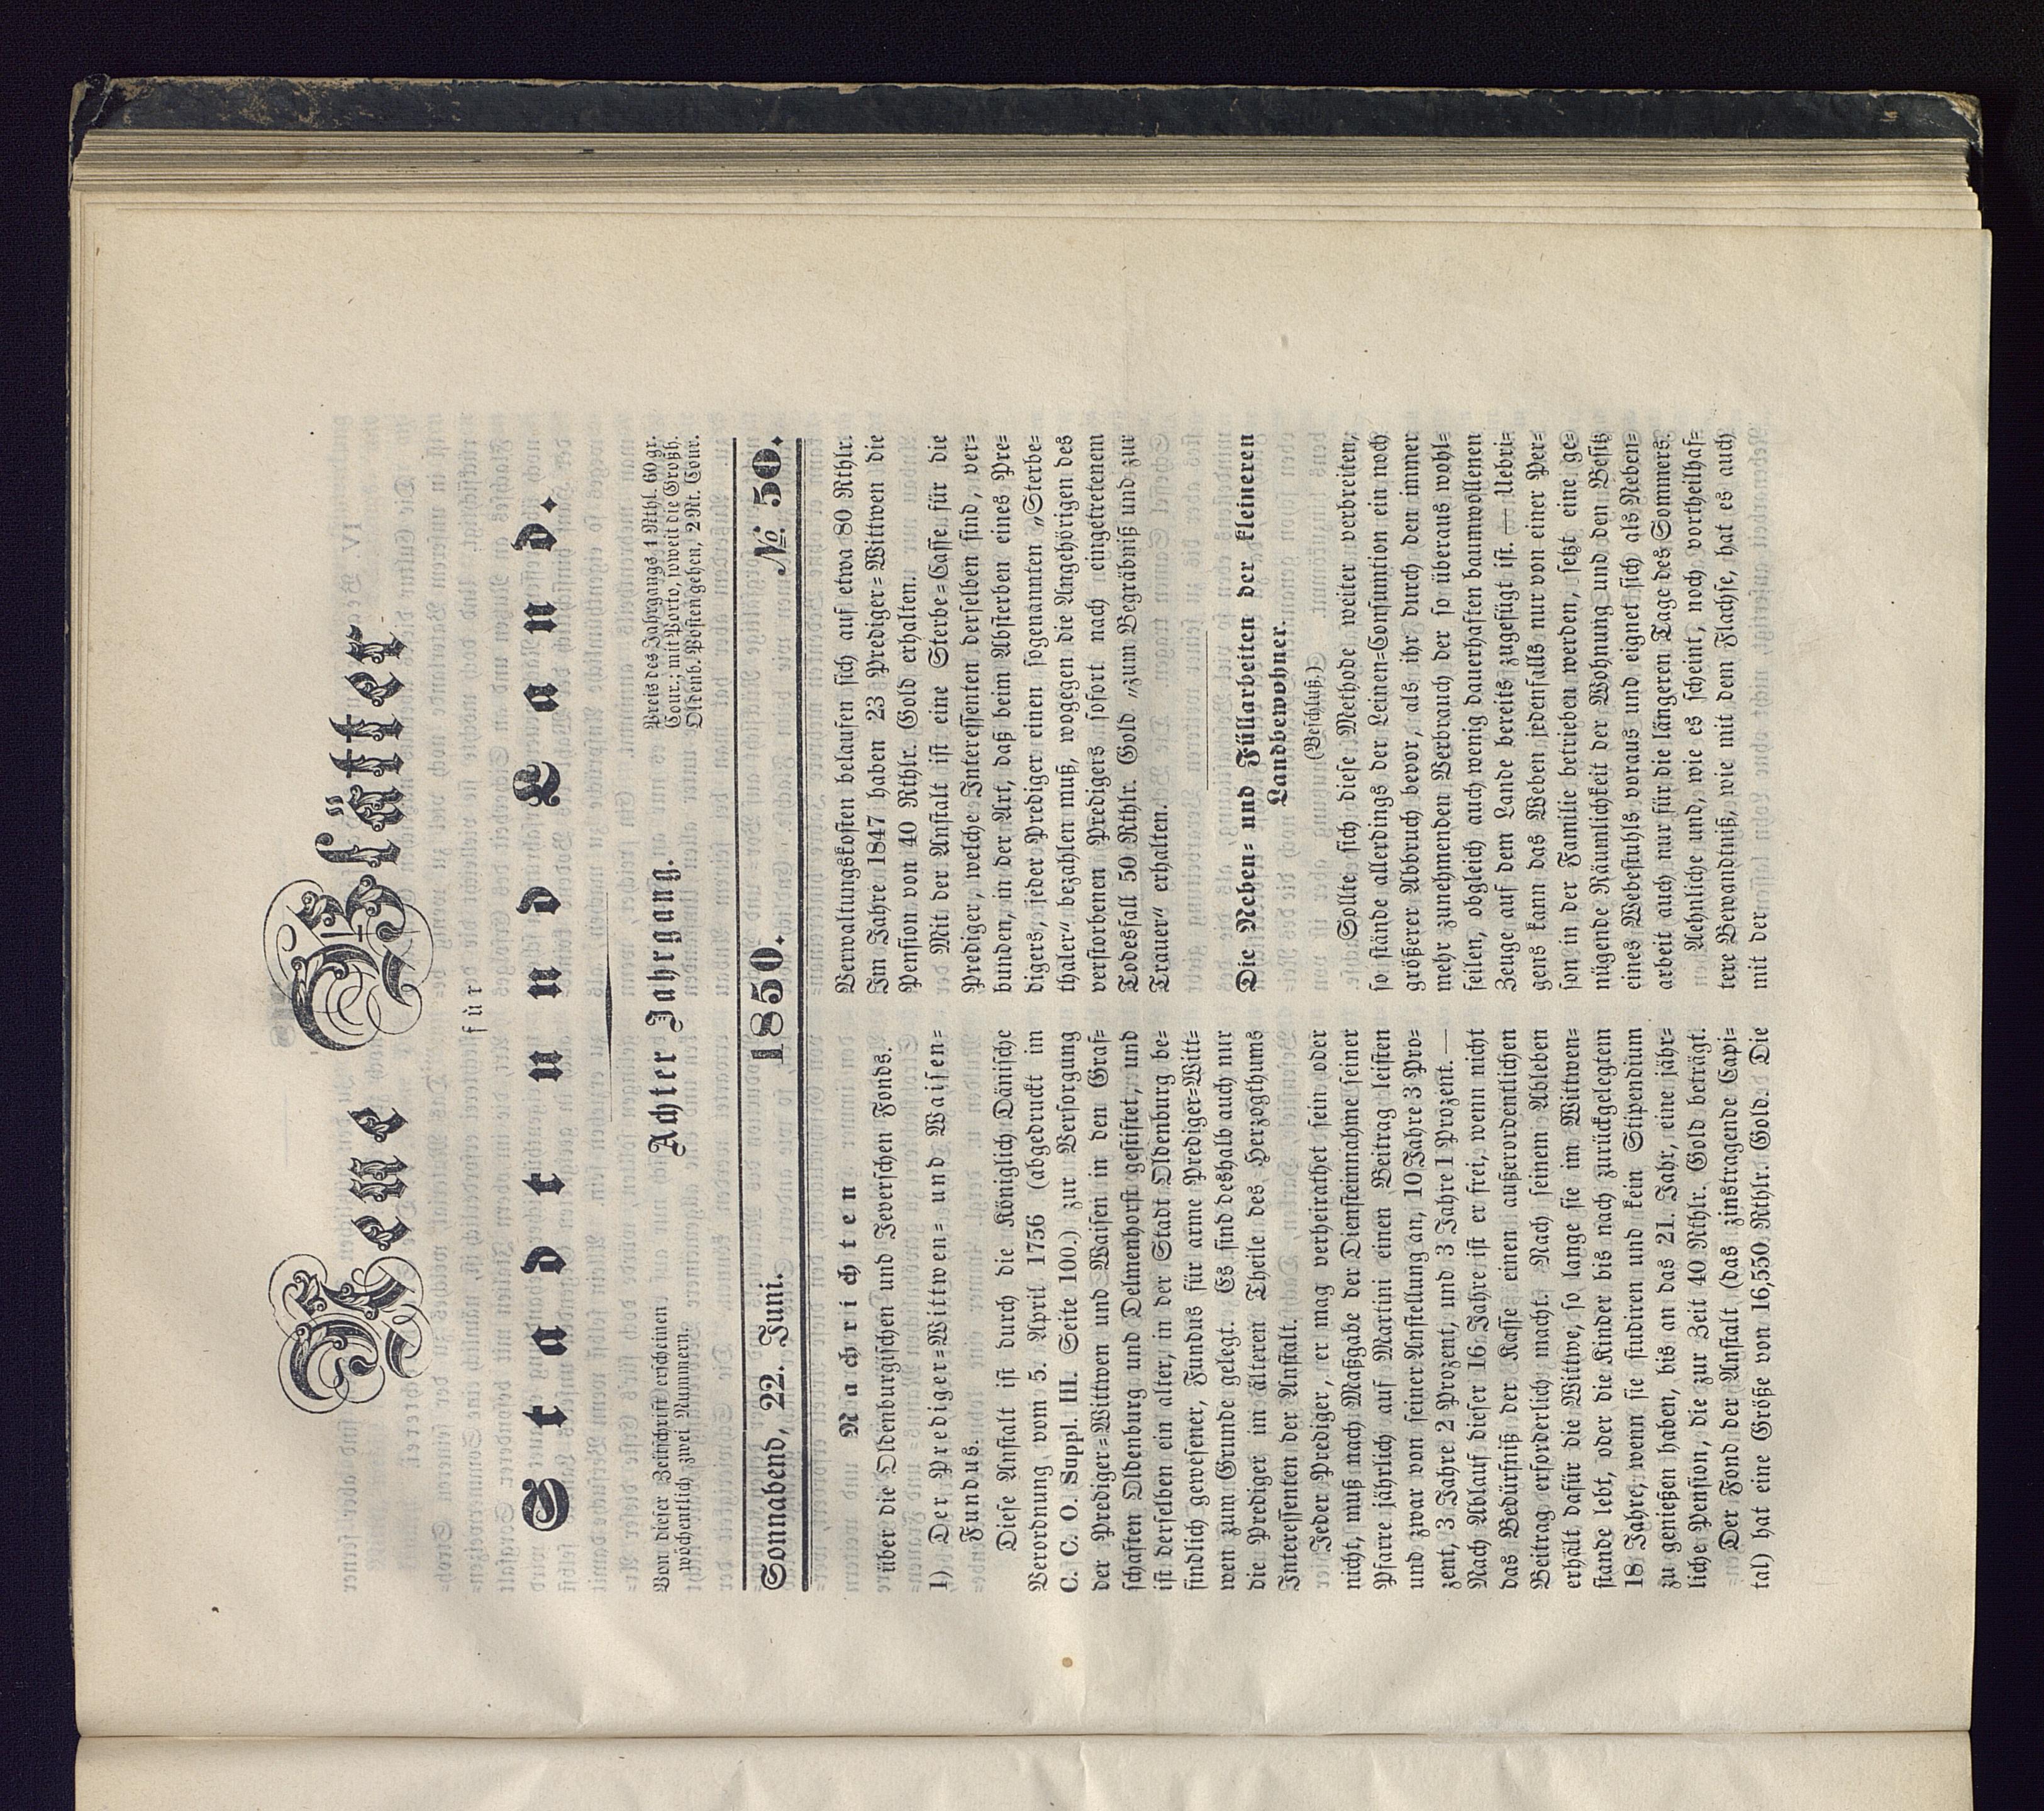 Neue Blätter
für
Stadt und Land.
Achter Jahrgang.
Von dieser Zeitschrift erscheinen
wöchentlich zwei Nummern.
Preis des Jahrgangs 1 Rthl. 60 gr.
Cour.; mit Porto, soweit die Großh.
Oldenb. Posten gehen, 2 Rt. Cour.
Sonnabend, 22. Juni. 1850. No. 50.
Nachrichten
über die Oldenburgischen und Jeverschen Fonds.
1) Der Prediger=Wittwen= und Waisen=
Fundus.
Diese Anstalt ist durch die Königlich Dänische
Verordnung vom 5. April 1756 (abgedruckt im
C. C. O. Suppl. III. Seite 100.) zur Versorgung
der Prediger=Wittwen und Waisen in den Graf=
schaften Oldenburg und Delmenhorst gestiftet, und
ist derselben ein alter, in der Stadt Oldenburg be=
findlich gewesener, Fundus für arme Prediger=Witt=
wen zum Grunde gelegt. Es sind deshalb auch nur
die Prediger im älteren Theile des Herzogthums
Interessenten der Anstalt.
Jeder Prediger, er mag verheirathet sein oder
nicht, muß nach Maßgabe der Diensteinnahme seiner
Pfarre jährlich auf Martini einen Beitrag leisten
und zwar von seiner Anstellung an, 10 Jahre 3 Pro=
zent, 3 Jahre 2 Prozent, und 3 Jahre 1 Prozent. —
Nach Ablauf dieser 16 Jahre ist er frei, wenn nicht
das Bedürfniß der Kasse einen außerordentlichen
Beitrag erforderlich macht. Nach seinem Ableben
erhält dafür die Wittwe, so lange sie im Wittwen=
stande lebt, oder die Kinder bis nach zurückgelegtem
18 Jahre, wenn sie studiren und kein Stipendium
zu genießen haben, bis an das 21. Jahr, eine jähr=
liche Pension, die zur Zeit 40 Rthlr. Gold beträgt.
Der Fond der Anstalt (das zinstragende Capi=
tal) hat eine Größe von 16,550 Rthlr. Gold. Die
Verwaltungskosten belaufen sich auf etwa 80 Rthlr.
Im Jahre 1847 haben 23 Prediger=Wittwen die
Pension von 40 Rthlr. Gold erhalten.
Mit der Anstalt ist eine Sterbe=Casse für die
Prediger, welche Interessenten derselben sind, ver=
bunden, in der Art, daß beim Absterben eines Pre=
digers, jeder Prediger einen sogenannten „Sterbe=
thaler“ bezahlen muß, wogegen die Angehörigen des
verstorbenen Predigers sofort nach eingetretenem
Todesfall 50 Rthlr. Gold „zum Begräbniß und zur
Trauer“ erhalten.
Die Neben= und Füllarbeiten der kleineren
Landbewohner.
(Beschluß.)
Sollte sich diese Methode weiter verbreiten,
so stände allerdings der Leinen=Consumtion ein noch
größerer Abbruch bevor, als ihr durch den immer
mehr zunehmenden Verbrauch der so überaus wohl=
feilen, obgleich auch wenig dauerhaften baumwollenen
Zeuge auf dem Lande bereits zugefügt ist. — Uebri=
gens kann das Weben jedenfalls nur von einer Per=
son in der Familie betrieben werden, setzt eine ge=
nügende Räumlichkeit der Wohnung und den Besitz
eines Webestuhls voraus und eignet sich als Neben=
arbeit auch nur für die längeren Tage des Sommers.
Aehnliche und, wie es scheint, noch vortheilhaf=
tere Bewandtniß, wie mit dem Flachse, hat es auch
mit der